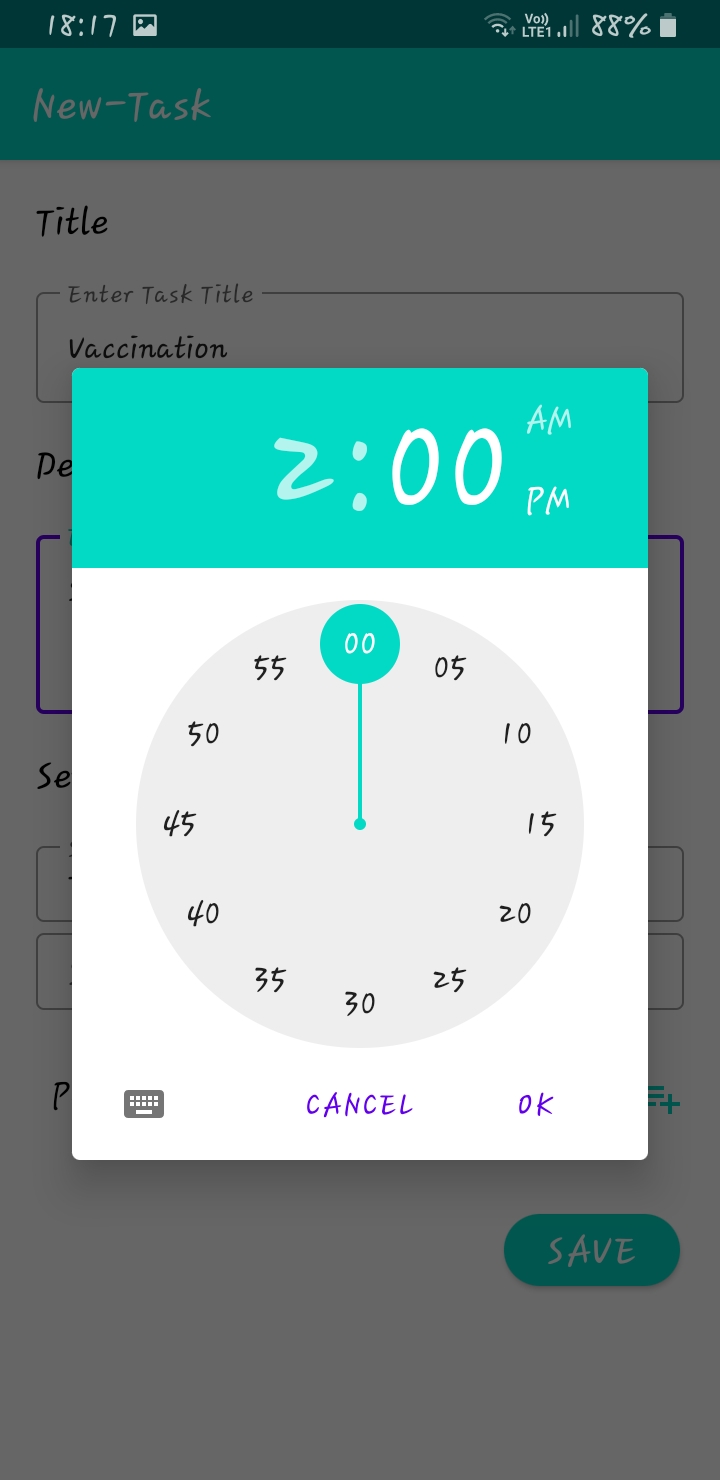 18:17 Vo)) LTE1 88%
New-Task
Title
Enter Task Title
Vaccination
2:00 AM PM
De
00
55 05
50 10
Se
45 15
40 20
35 25
30
P CANCEL OK
SAVE